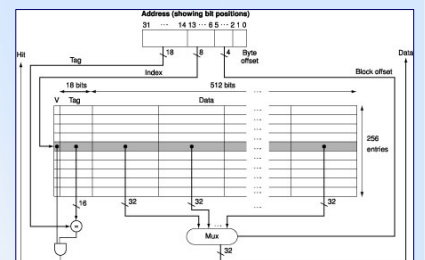 Address (showing bit positions)
31 ··· 14 13 ··· 6 5 ··· 2 1 0
Hit
18
8
4
Byte
offset
Data
Tag
Index
Block offset
18 bits
512 bits
V
Tag
Data
256
entries
16
32
32
32
=
Mux
32